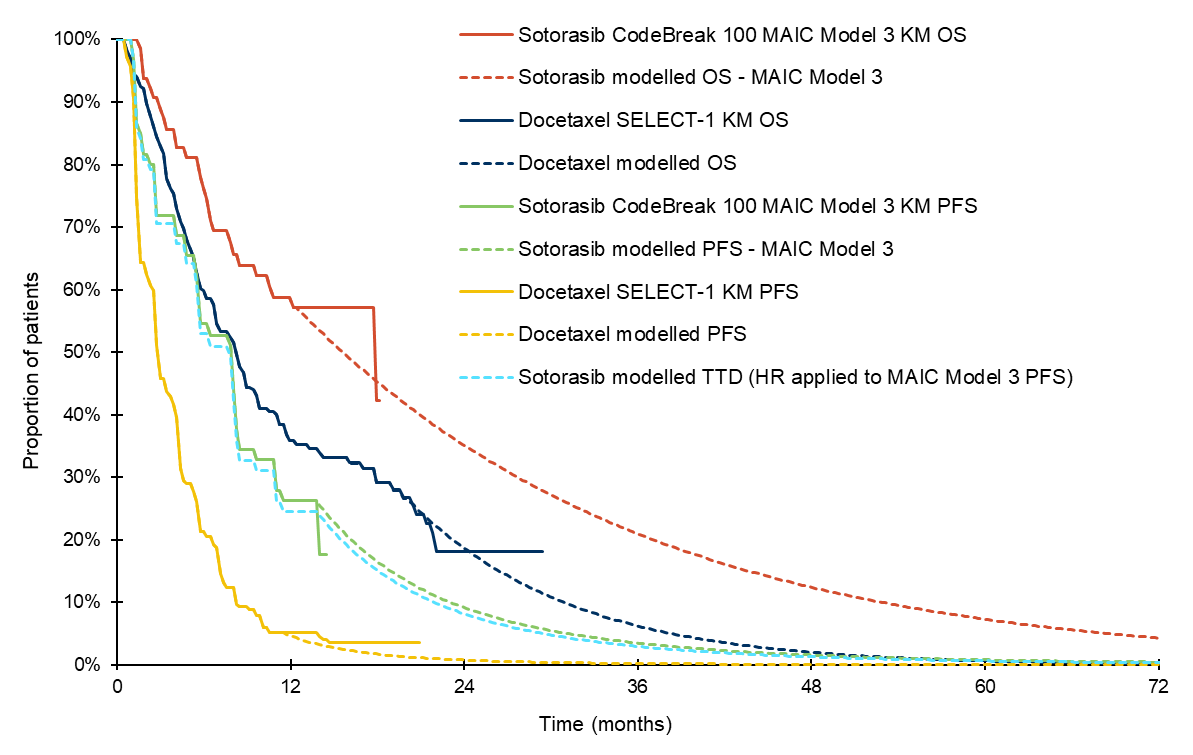 Sotorasib CodeBreak 100 MAIC Model 3 KM OS
Sotorasib modelled OS - MAIC Model 3
Docetaxel SELECT-1 KM OS
Docetaxel modelled OS
Sotorasib CodeBreak 100 MAIC Model 3 KM PFS
Sotorasib modelled PFS - MAIC Model 3
Docetaxel SELECT-1 KM PFS
Docetaxel modelled PFS
Sotorasib modelled TTD (HR applied to MAIC Model 3 PFS)
Proportion of patients
100%
90%
80%
70%
60%
50%
40%
30%
20%
10%
0%
0 12 24 36 48 60 72
Time (months)